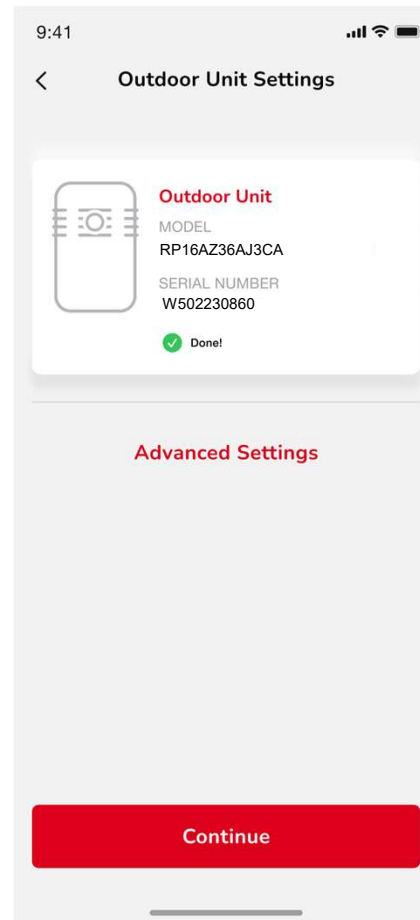 9:41
Outdoor Unit Settings
Outdoor Unit
MODEL
RP16AZ36AJ3CA
SERIAL NUMBER
W502230860
Done!
Advanced Settings
Continue